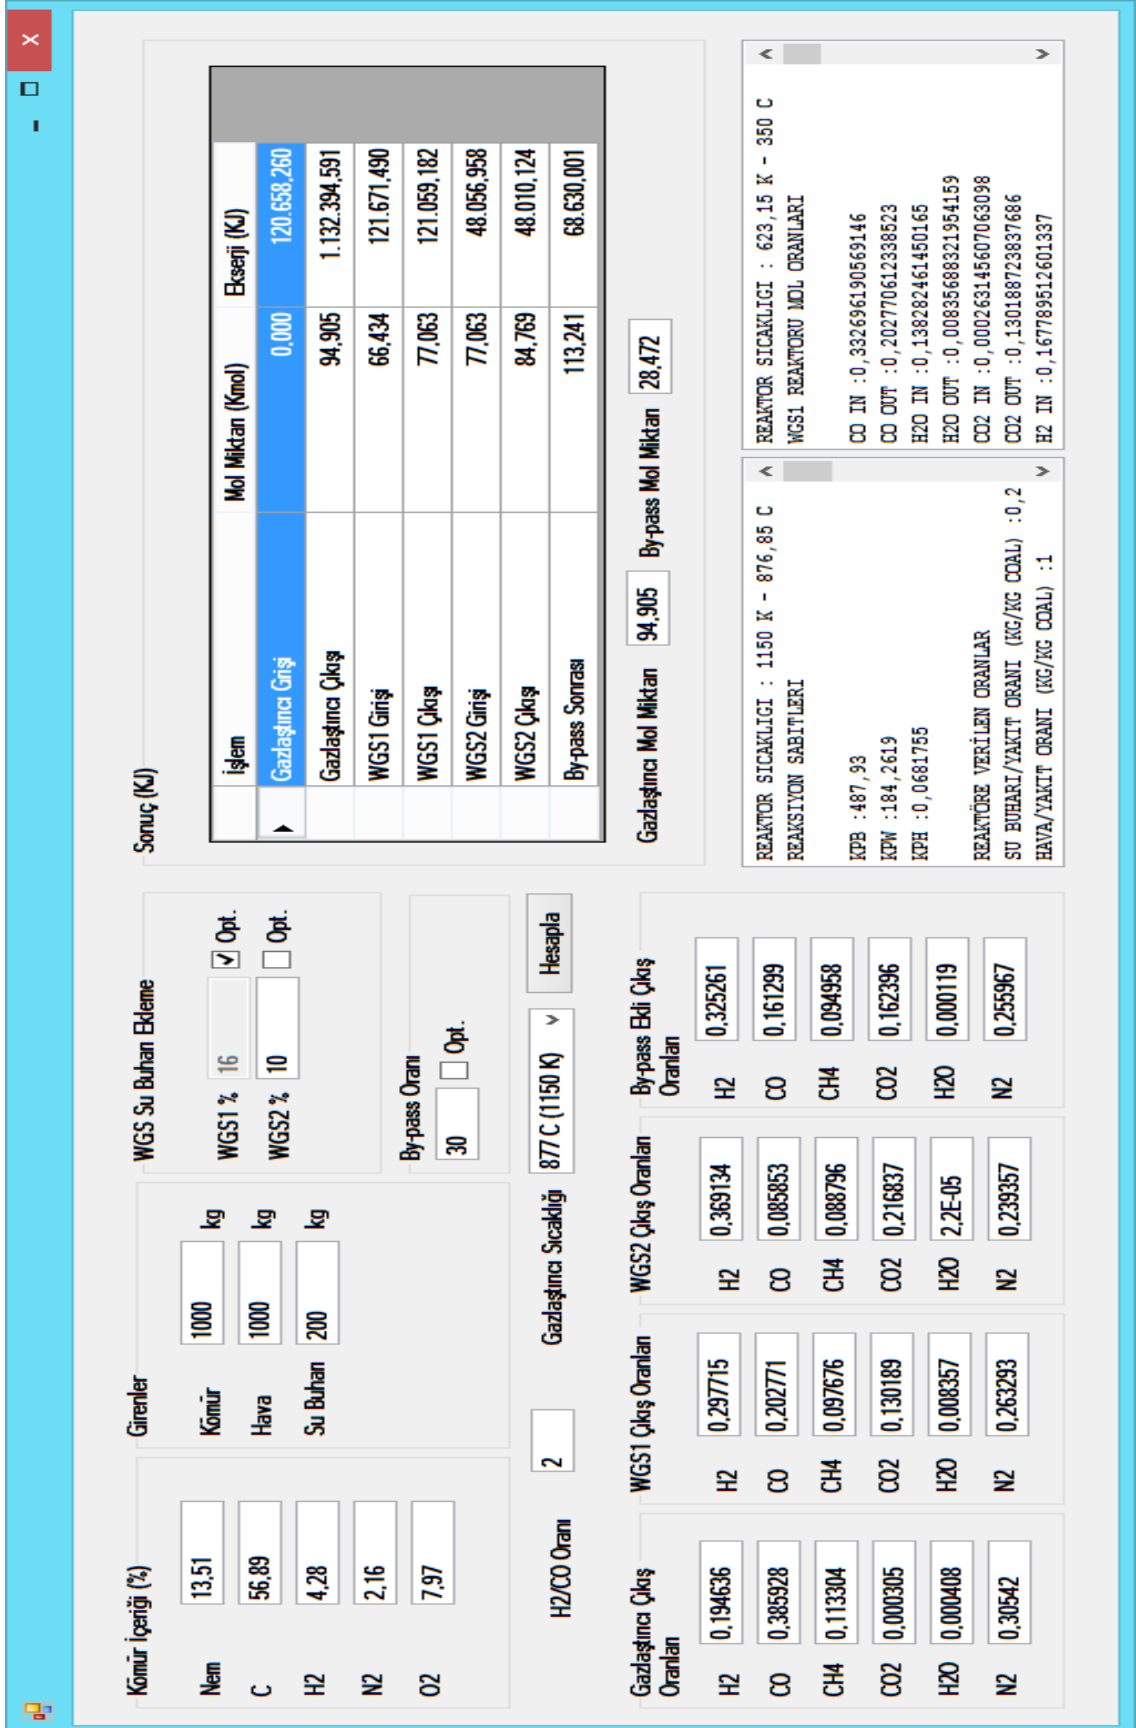 X
Kömür İçeriği (%)
Nem 13,51
C 56,89
H2 4,28
N2 2,16
O2 7,97
Girenler
Kömür 1000 kg
Hava 1000 kg
Su Buharı 200 kg
WGS Su Buharı Ekleme
WGS1 % 16 Opt.
WGS2 % 10 Opt.
By-pass Oranı
30 Opt.
H2/CO Oranı 2 Gazlaştırıcı Sıcaklığı 877 C (1150 K) Hesapla
Sonuç (KJ)
İşlem Mol Miktarı (Kmol) Ekserji (KJ)
Gazlaştırıcı Grişi 0,000 120.658,260
Gazlaştırıcı Çıkışı 94,905 1.132.394,591
WGS1 Girişi 66,434 121.671,490
WGS1 Çıkışı 77,063 121.059,182
WGS2 Girişi 77,063 48.056,958
WGS2 Çıkışı 84,769 48.010,124
By-pass Sonrası 113,241 68.630,001
Gazlaştırıcı Mol Miktarı 94,905 By-pass Mol Miktarı 28,472
Gazlaştırıcı Çıkış
Oranları
H2 0,194636
CO 0,385928
CH4 0,113304
CO2 0,000305
H2O 0,000408
N2 0,30542
WGS1 Çıkış Oranları
H2 0,297715
CO 0,202771
CH4 0,097676
CO2 0,130189
H2O 0,008357
N2 0,263293
WGS2 Çıkış Oranları
H2 0,369134
CO 0,085853
CH4 0,088796
CO2 0,216837
H2O 2,2E-05
N2 0,239357
By-pass Ekli Çıkış
Oranları
H2 0,325261
CO 0,161299
CH4 0,094958
CO2 0,162396
H2O 0,000119
N2 0,255967
REAKTOR SICAKLIGI : 1150 K - 876,85 C
REAKSIYON SABITLERI
KPB :487,93
KPW :184,2619
KPH :0,0681755
REAKTÖRE VERİLEN ORANLAR
SU BUHARI/YAKIT ORANI (KG/KG COAL) :0,2
HAVA/YAKIT ORANI (KG/KG COAL) :1
REAKTOR SICAKLIGI : 623,15 K - 350 C
WGS1 REAKTORU MOL ORANLARI
CO IN :0,332696190569146
CO OUT :0,202770612338523
H2O IN :0,138282461450165
H2O OUT :0,00835688321954159
CO2 IN :0,000263145607063098
CO2 OUT :0,130188723837686
H2 IN :0,167789512601337